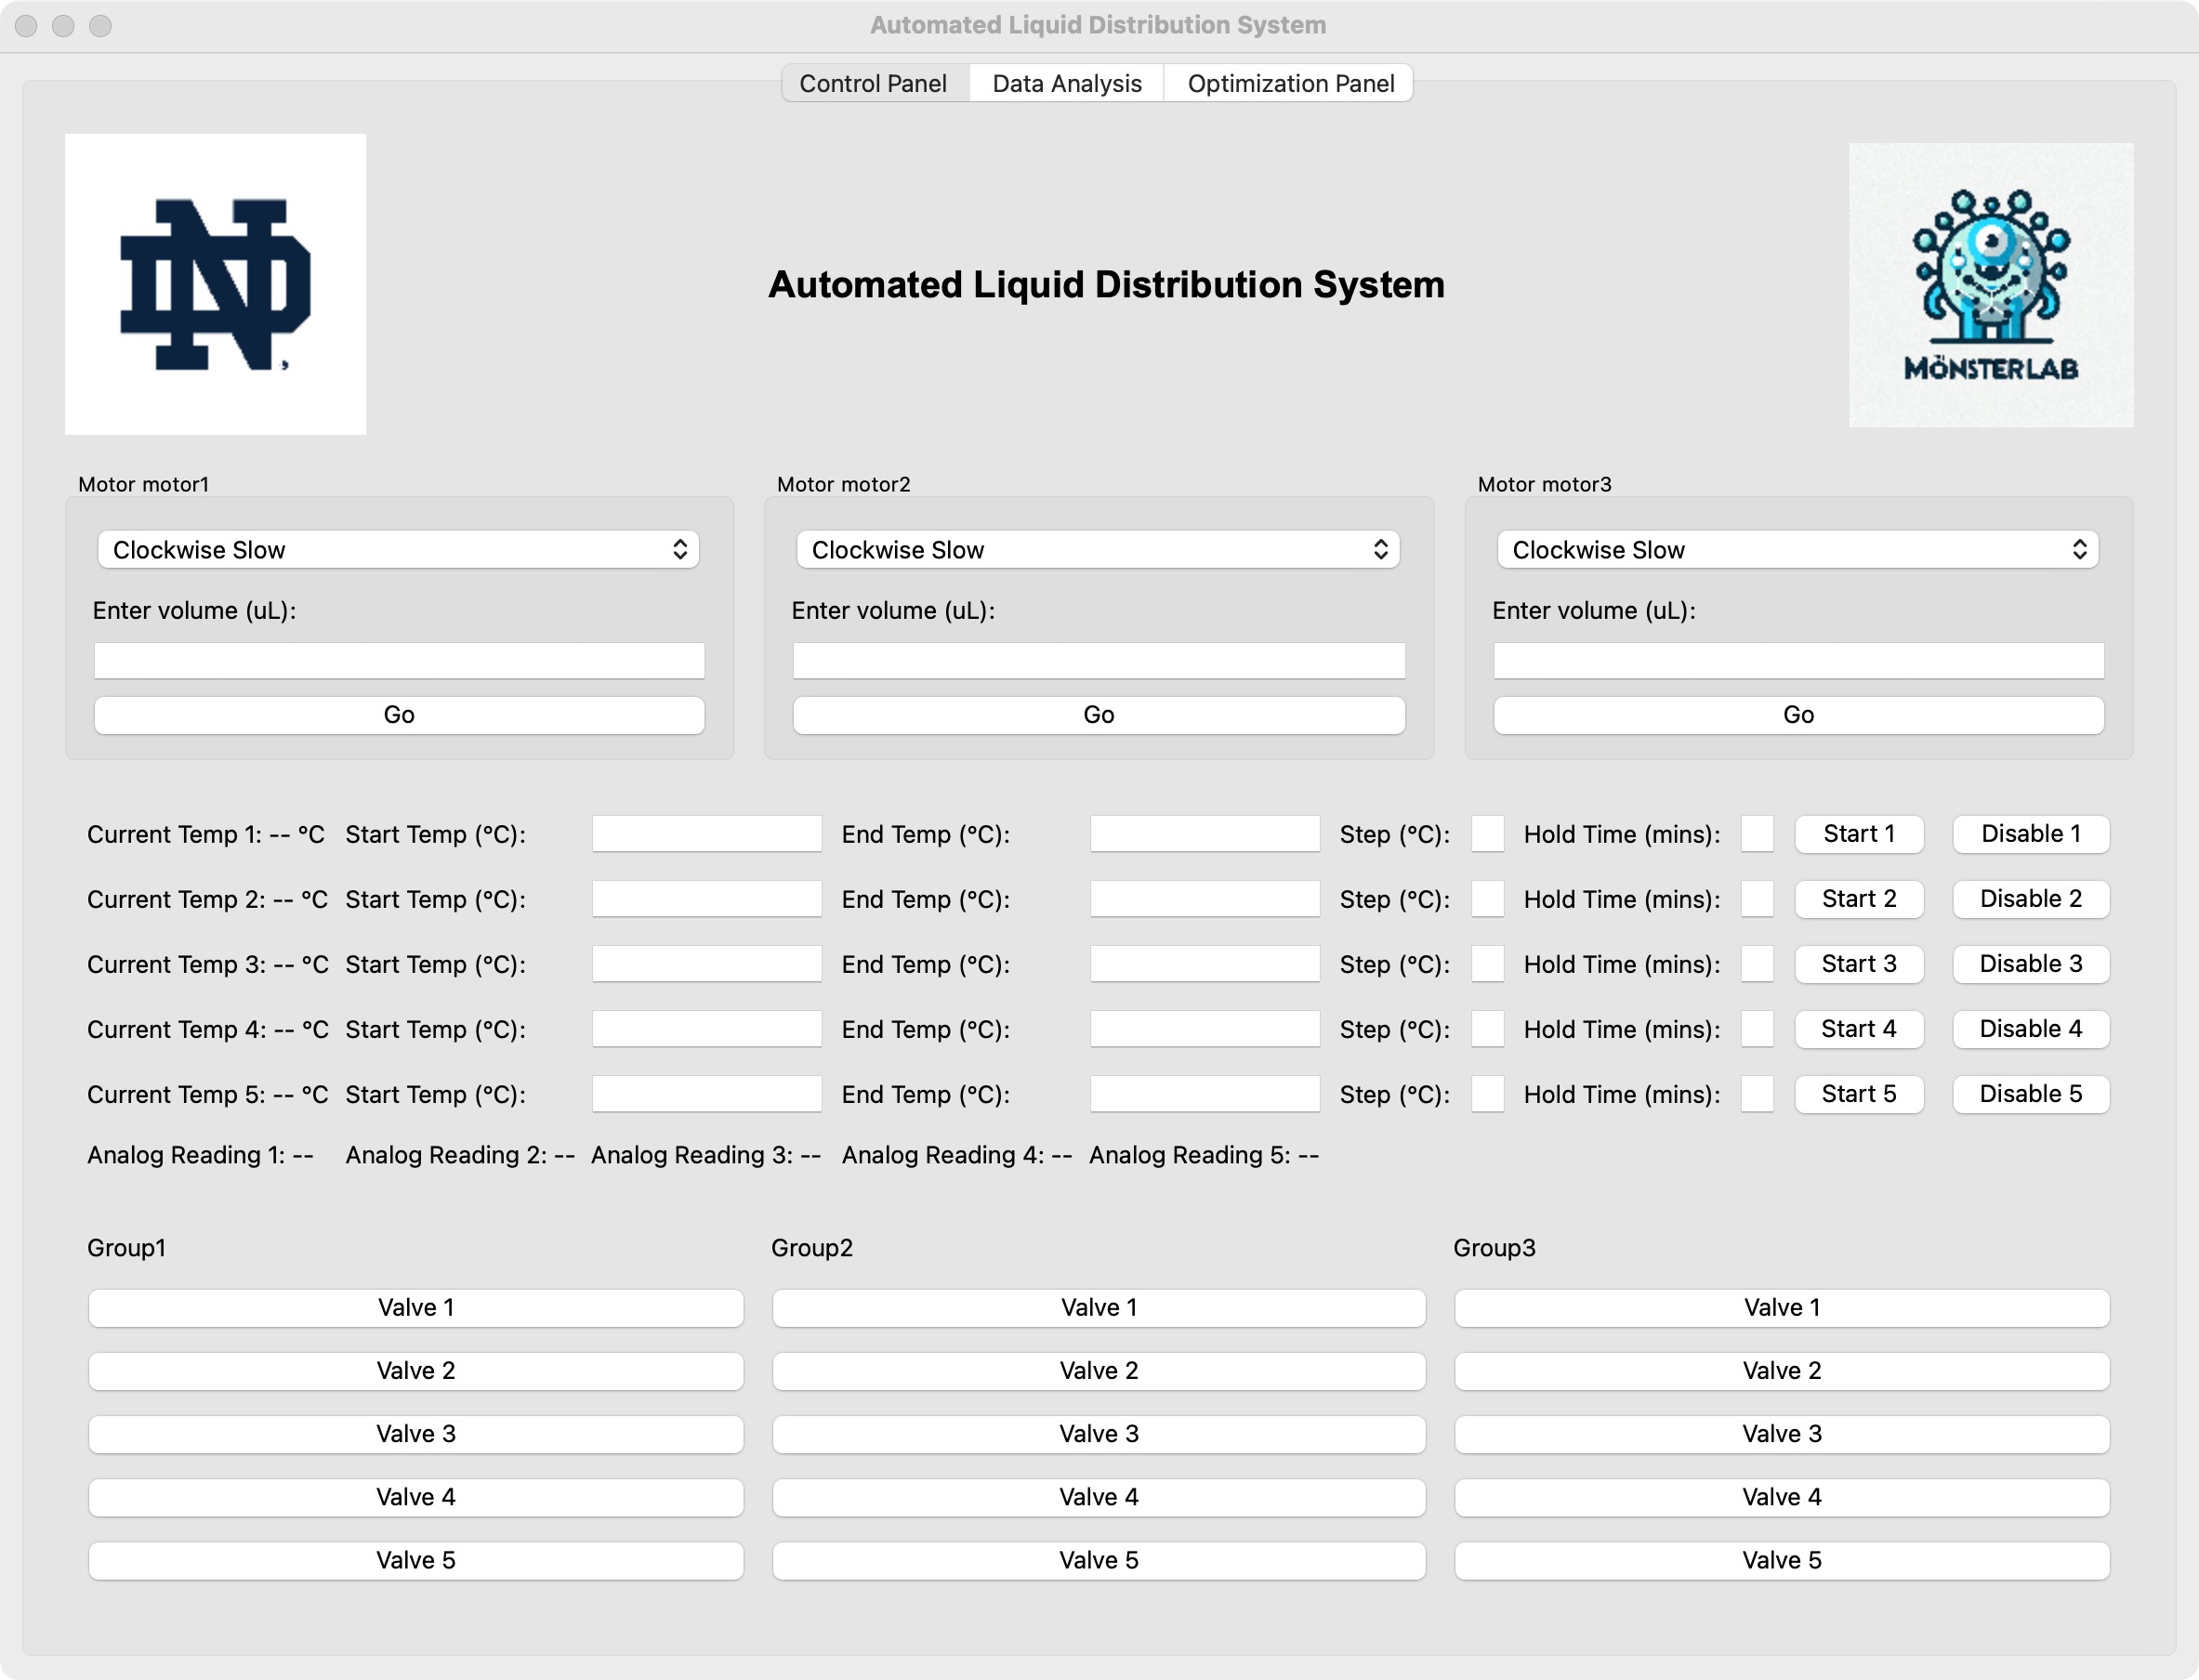 Automated Liquid Distribution System
Control Panel Data Analysis Optimization Panel
ND
Automated Liquid Distribution System
MÖNSTERLAB
Motor motor1 Motor motor2 Motor motor3
Clockwise Slow Clockwise Slow Clockwise Slow
Enter volume (uL): Enter volume (uL): Enter volume (uL):
Go Go Go
Current Temp 1: -- °C Start Temp (°C): End Temp (°C): Step (°C): Hold Time (mins): Start 1 Disable 1
Current Temp 2: -- °C Start Temp (°C): End Temp (°C): Step (°C): Hold Time (mins): Start 2 Disable 2
Current Temp 3: -- °C Start Temp (°C): End Temp (°C): Step (°C): Hold Time (mins): Start 3 Disable 3
Current Temp 4: -- °C Start Temp (°C): End Temp (°C): Step (°C): Hold Time (mins): Start 4 Disable 4
Current Temp 5: -- °C Start Temp (°C): End Temp (°C): Step (°C): Hold Time (mins): Start 5 Disable 5
Analog Reading 1: -- Analog Reading 2: -- Analog Reading 3: -- Analog Reading 4: -- Analog Reading 5: --
Group1 Group2 Group3
Valve 1 Valve 1 Valve 1
Valve 2 Valve 2 Valve 2
Valve 3 Valve 3 Valve 3
Valve 4 Valve 4 Valve 4
Valve 5 Valve 5 Valve 5